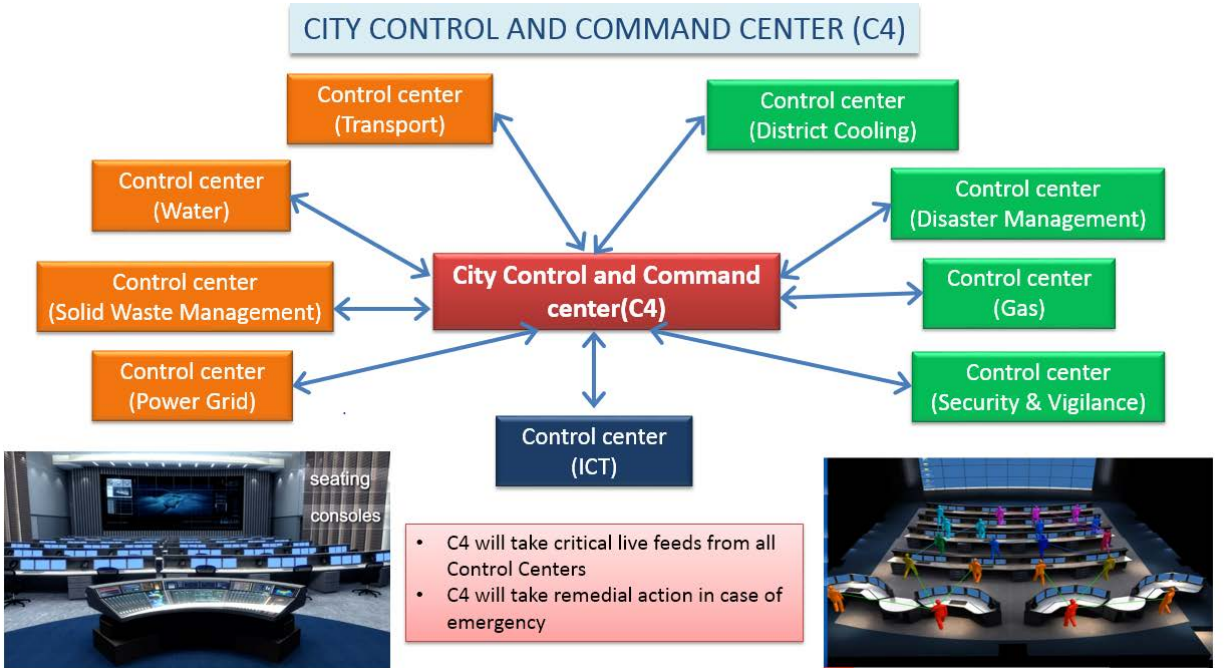 CITY CONTROL AND COMMAND CENTER (C4)
Control center
(Transport)
Control center
(District Cooling)
Control center
(Water)
Control center
(Disaster Management)
City Control and Command
center(C4)
Control center
(Solid Waste Management)
Control center
(Gas)
Control center
(Power Grid)
Control center
(Security & Vigilance)
Control center
(ICT)
seating
consoles
• C4 will take critical live feeds from all
Control Centers
• C4 will take remedial action in case of
emergency